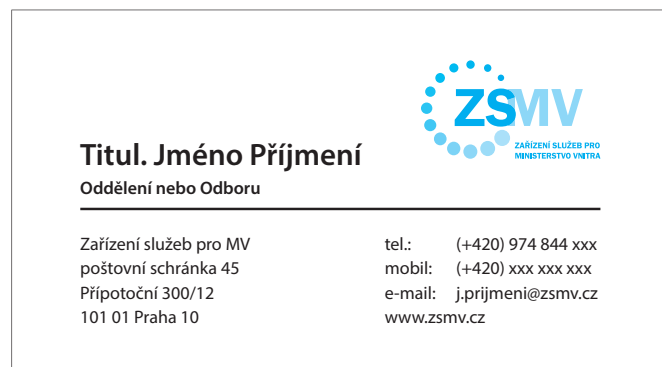 ZSMV
ZAŘÍZENÍ SLUŽEB PRO
MINISTERSTVO VNITRA
Titul. Jméno Příjmení
Oddělení nebo Odboru
Zařízení služeb pro MV
poštovní schránka 45
Přípotoční 300/12
101 01 Praha 10
tel.: (+420) 974 844 xxx
mobil: (+420) xxx xxx xxx
e-mail: j.prijmeni@zsmv.cz
www.zsmv.cz